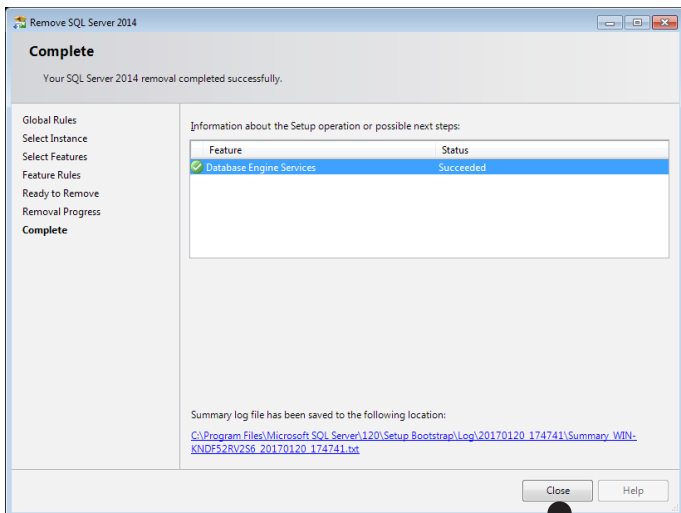 Remove SQL Server 2014
Complete
Your SQL Server 2014 removal completed successfully.
Global Rules
Select Instance
Select Features
Feature Rules
Ready to Remove
Removal Progress
Complete
Information about the Setup operation or possible next steps:
Feature Status
Database Engine Services Succeeded
Summary log file has been saved to the following location:
C:\Program Files\Microsoft SQL Server\120\Setup Bootstrap\Log\20170120_174741\Summary_WIN-
KNDF52RV2S6_20170120_174741.txt
Close Help